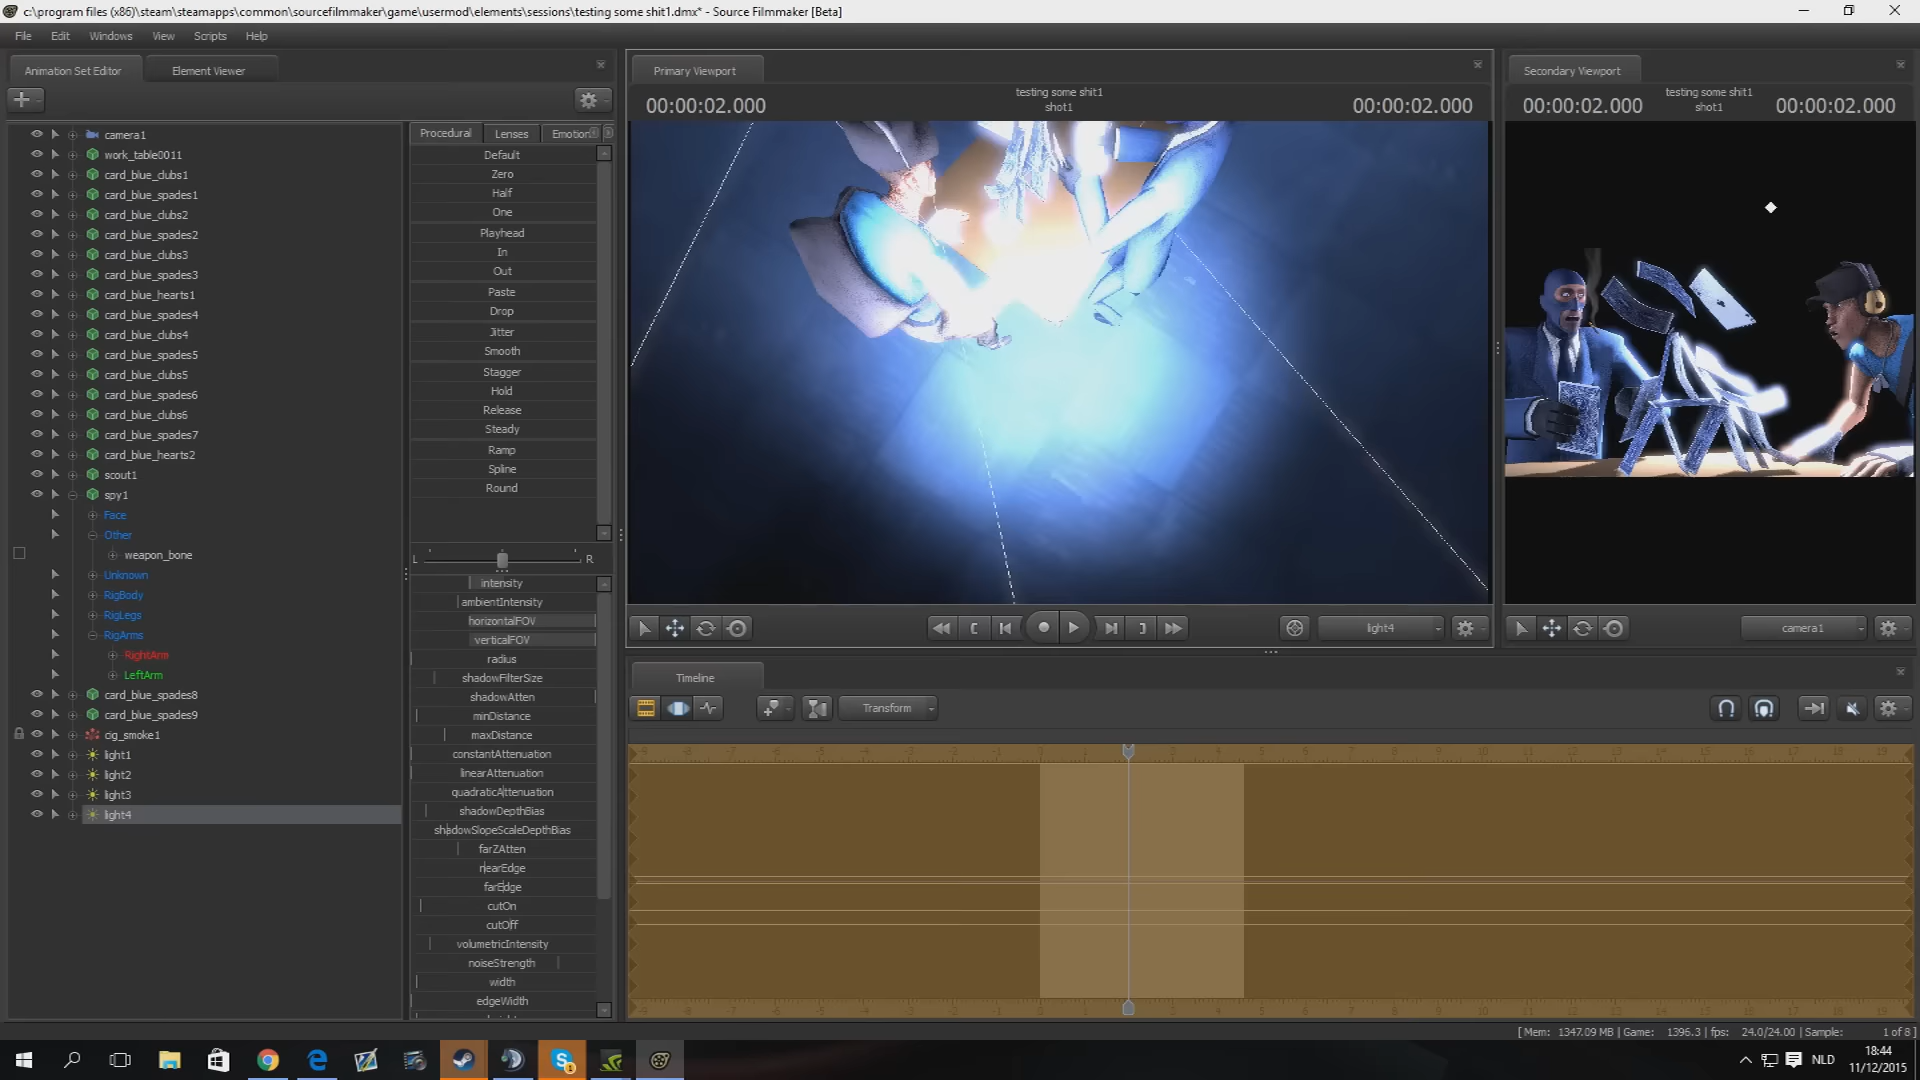 c:\program files (x86)\steam\steamapps\common\sourcefilmmaker\game\usermod\elements\sessions\testing some shit1.dmx* - Source Filmmaker [Beta]
File Edit Windows View Scripts Help
Animation Set Editor
Element Viewer
camera1
work_table0011
card_blue_clubs1
card_blue_spades1
card_blue_clubs2
card_blue_spades2
card_blue_clubs3
card_blue_spades3
card_blue_hearts1
card_blue_spades4
card_blue_clubs4
card_blue_spades5
card_blue_clubs5
card_blue_spades6
card_blue_clubs6
card_blue_spades7
card_blue_hearts2
scout1
spy1
Face
Other
weapon_bone
Unknown
RigBody
RigLegs
RigArms
RightArm
LeftArm
card_blue_spades8
card_blue_spades9
cig_smoke1
light1
light2
light3
light4
Procedural Lenses Emotion
Default
Zero
Half
One
Playhead
In
Out
Paste
Drop
Jitter
Smooth
Stagger
Hold
Release
Steady
Ramp
Spline
Round
L R
intensity
ambientIntensity
horizontalFOV
verticalFOV
radius
shadowFilterSize
shadowAtten
minDistance
maxDistance
constantAttenuation
linearAttenuation
quadraticAttenuation
shadowDepthBias
shadowSlopeScaleDepthBias
farZAtten
nearEdge
farEdge
cutOn
cutOff
volumetricIntensity
noiseStrength
width
edgeWidth
Primary Viewport
00:00:02.000
testing some shit1
shot1
00:00:02.000
light4
Secondary Viewport
00:00:02.000
testing some shit1
shot1
00:00:02.000
camera1
Timeline
Transform
[ Mem: 1347.09 MB | Game: 1396.3 | fps: 24.0/24.00 | Sample: 1 of 8 ]
NLD
18:44
11/12/2015